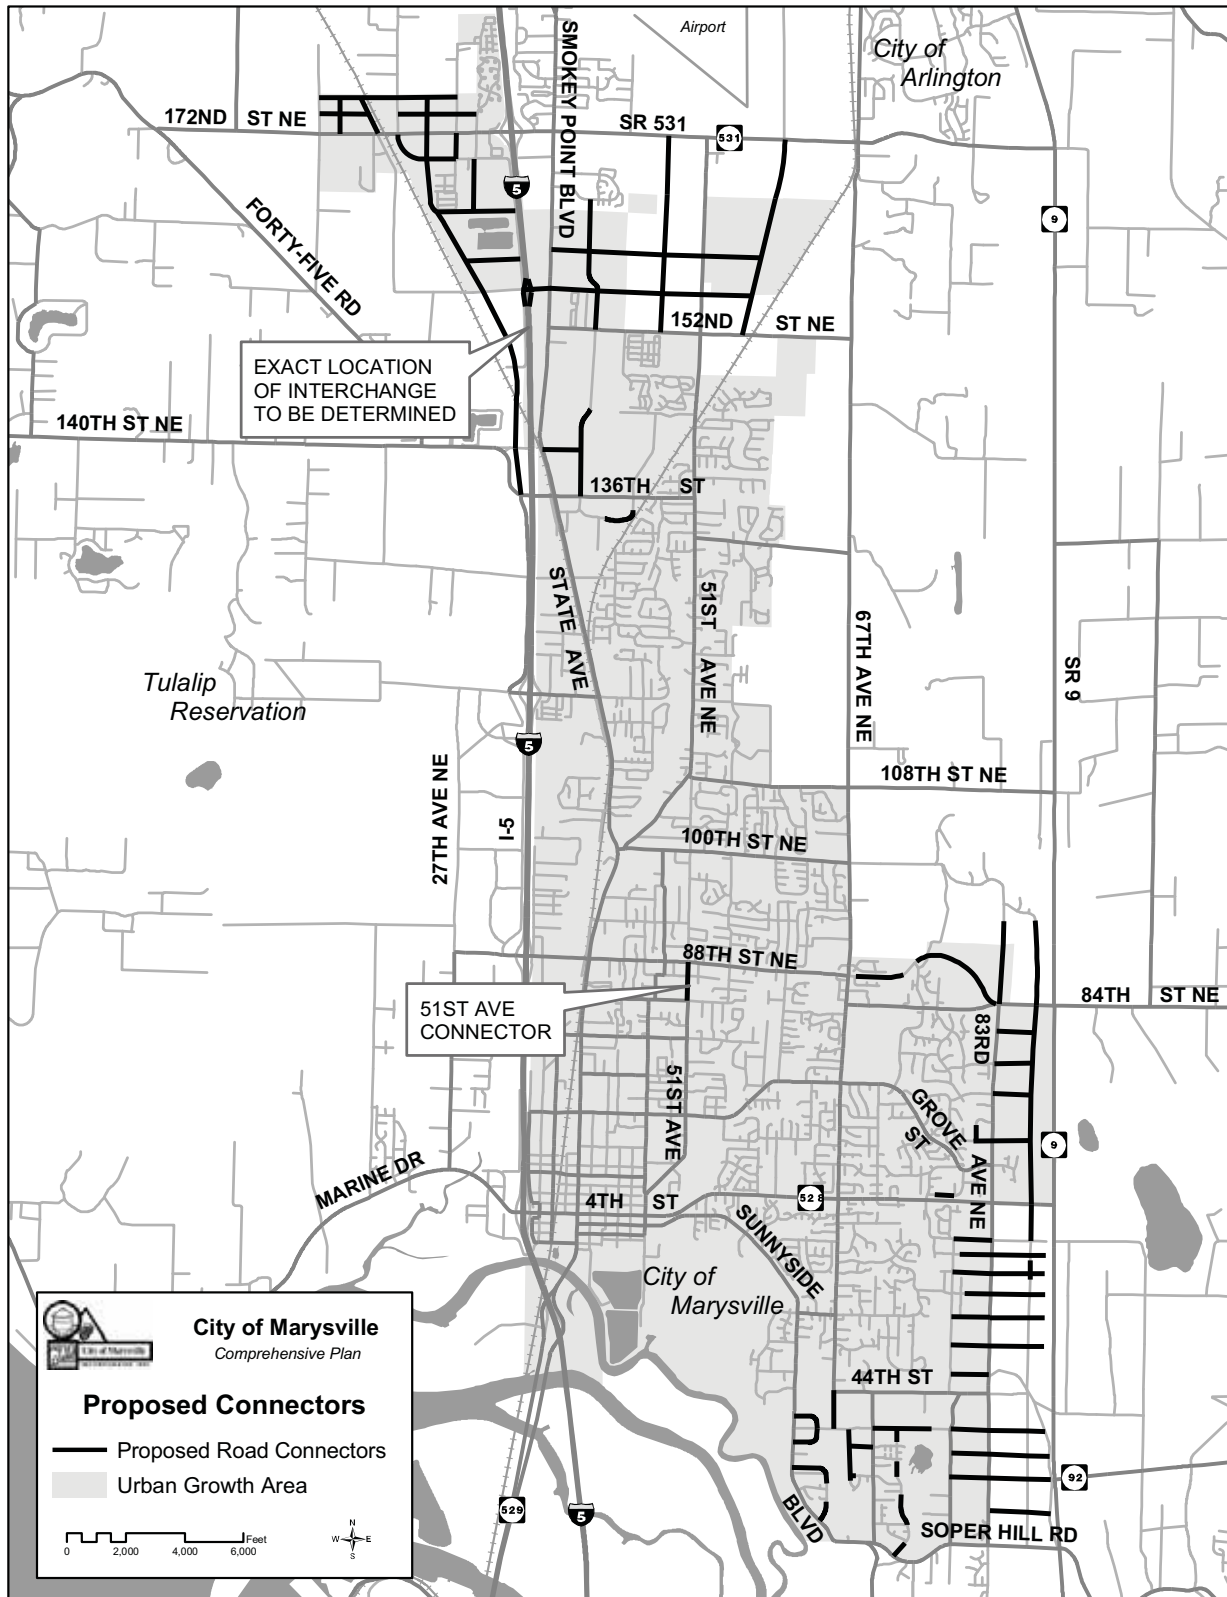 Airport
City of
Arlington
SMOKEY POINT BLVD
172ND ST NE
SR 531
531
5
9
FORTY-FIVE RD
152ND ST NE
EXACT LOCATION
OF INTERCHANGE
TO BE DETERMINED
140TH ST NE
136TH ST
STATE AVE
51ST AVE NE
67TH AVE NE
SR 9
Tulalip
Reservation
5
27TH AVE NE
I-5
108TH ST NE
100TH ST NE
88TH ST NE
84TH ST NE
51ST AVE
CONNECTOR
83RD AVE NE
51ST AVE
GROVE ST
9
MARINE DR
4TH ST
528
SUNNYSIDE BLVD
City of
Marysville
44TH ST
92
SOPER HILL RD
529
5
City of Marysville
Comprehensive Plan
Proposed Connectors
Proposed Road Connectors
Urban Growth Area
Feet
0 2,000 4,000 6,000
N
W E
S